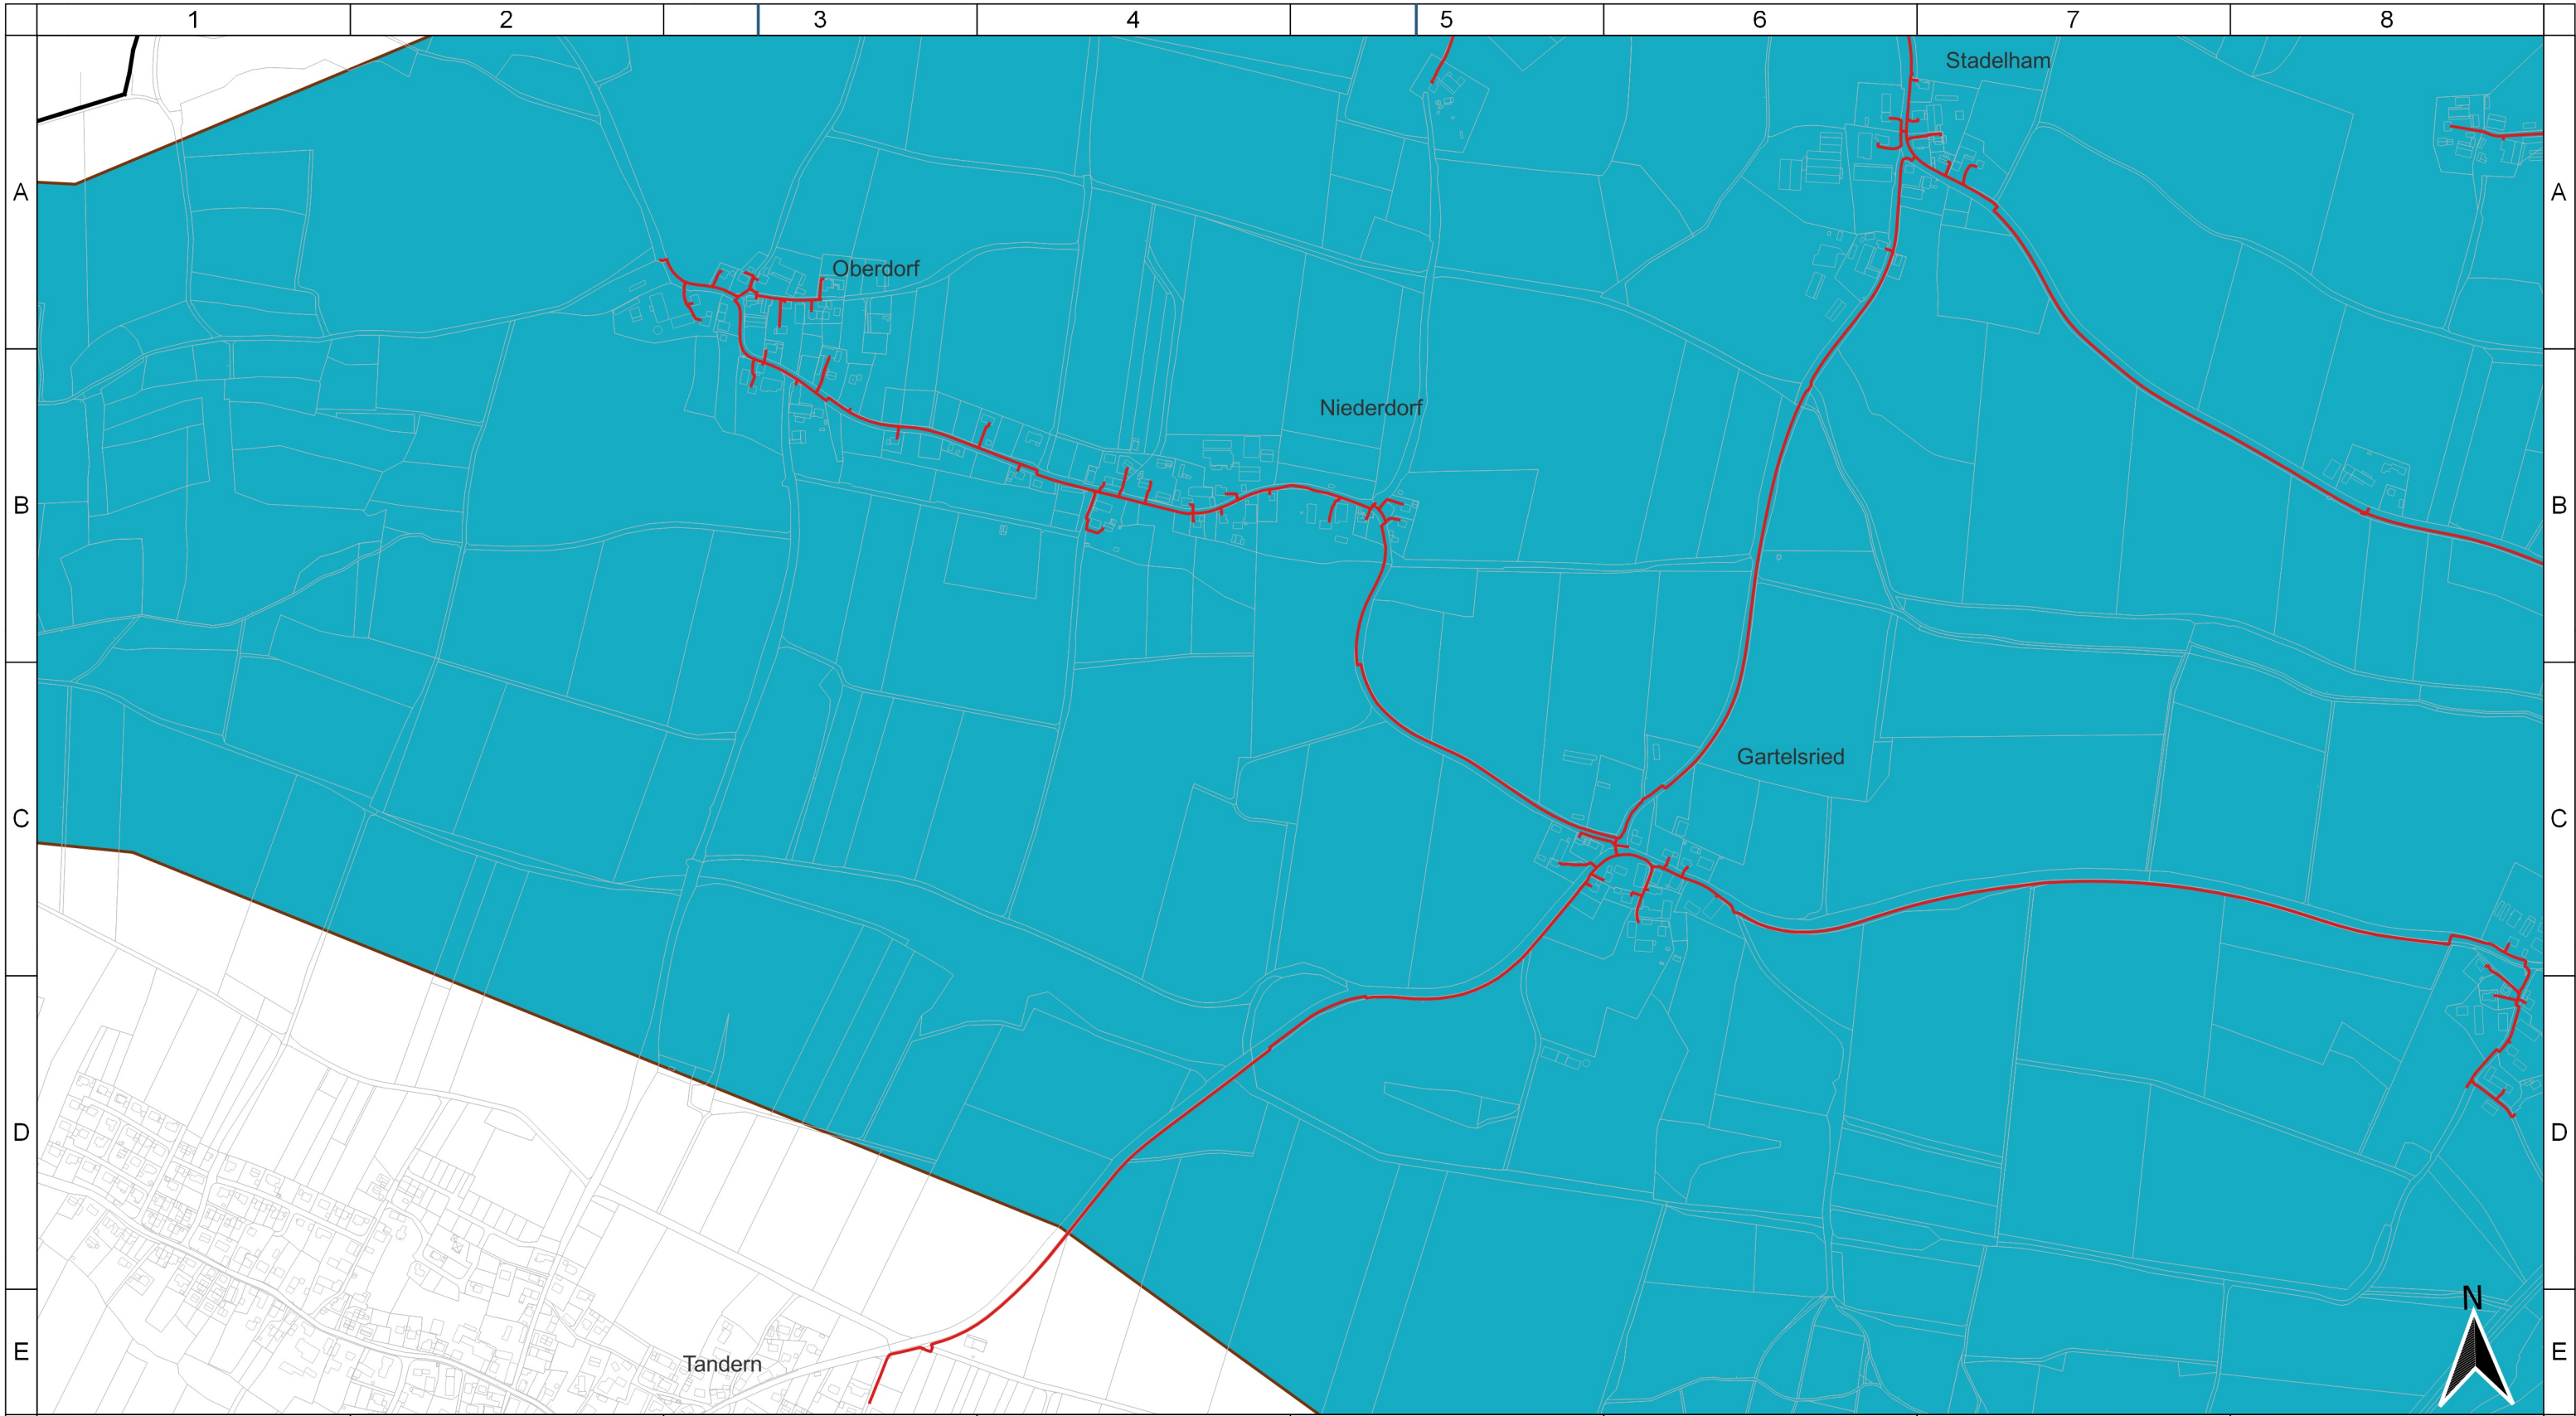 1 2 3 4 5 6 7 8
Stadelham
A A
Oberdorf
Niederdorf
B B
Gartelsried
C C
D D
N
E E
Tandern